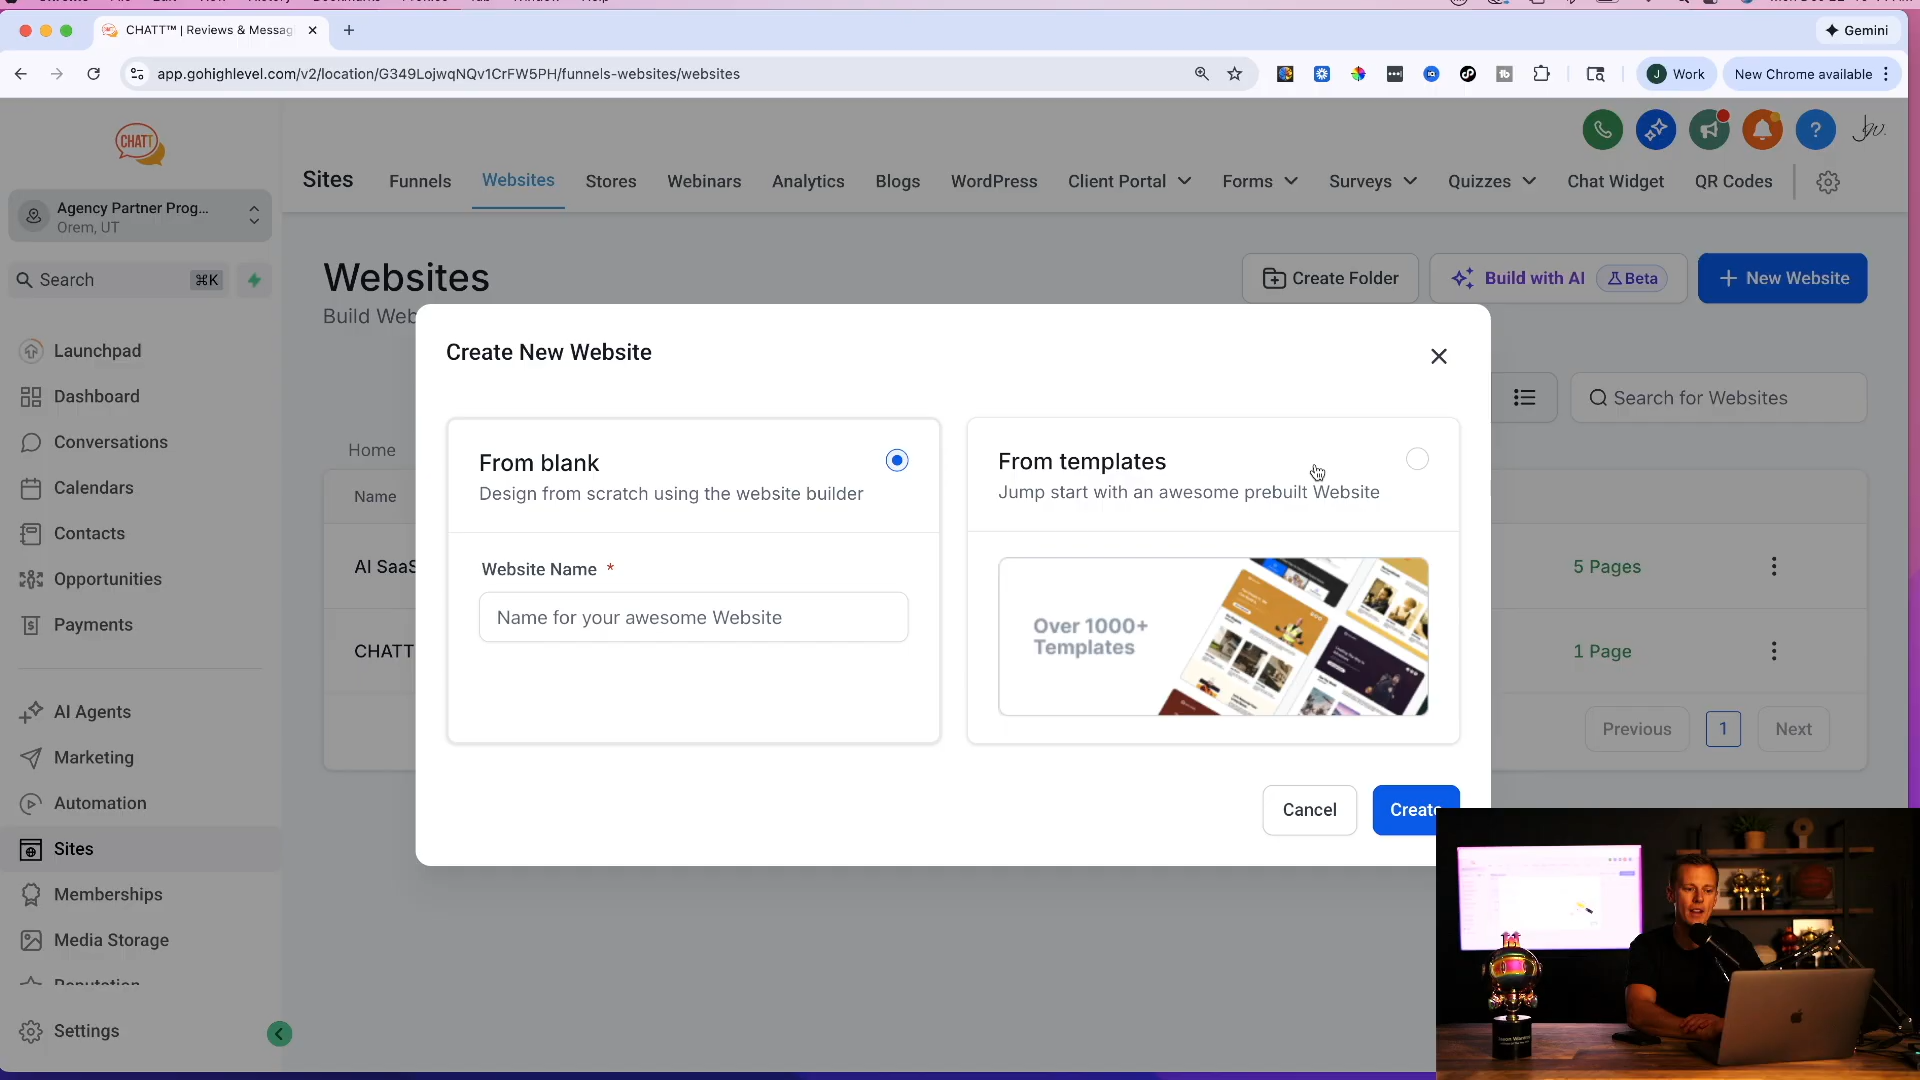 CHATT™ | Reviews & Messag
Gemini
app.gohighlevel.com/v2/location/G349LojwqNQv1CrFW5PH/funnels-websites/websites
J Work
New Chrome available
CHATT
Agency Partner Prog...
Orem, UT
Search ⌘K
Launchpad
Dashboard
Conversations
Calendars
Contacts
Opportunities
Payments
AI Agents
Marketing
Automation
Sites
Memberships
Media Storage
Reputation
Settings
Sites Funnels Websites Stores Webinars Analytics Blogs WordPress Client Portal Forms Surveys Quizzes Chat Widget QR Codes
Websites
Create Folder
Build with AI Beta
+ New Website
Search for Websites
Home
Name
AI SaaS
5 Pages
CHATT
1 Page
Previous 1 Next
Create New Website
From blank
Design from scratch using the website builder
Website Name *
Name for your awesome Website
From templates
Jump start with an awesome prebuilt Website
Over 1000+
Templates
Cancel
Create